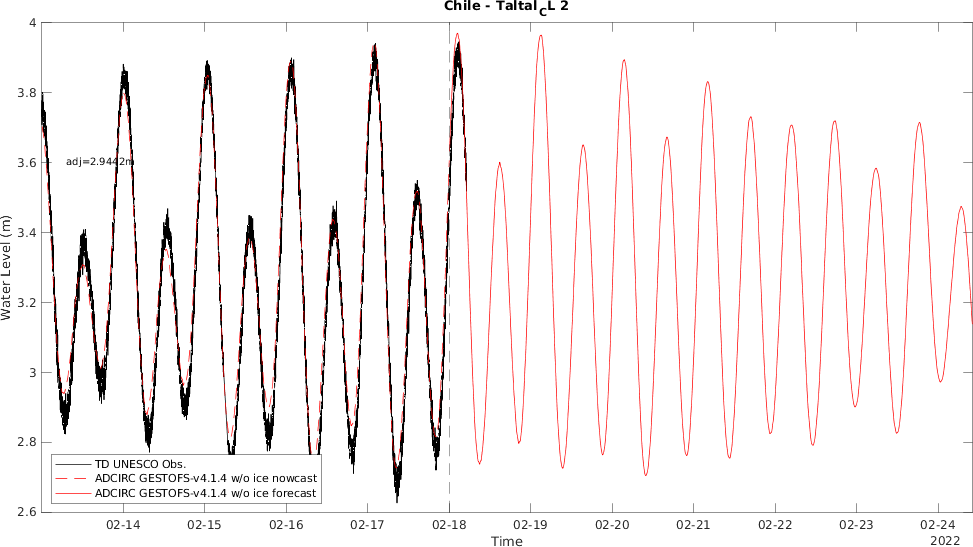 Chile - Taltal_CL 2
4
3.8
3.6
3.4
3.2
3
2.8
2.6
Water Level (m)
adj=2.9442m
TD UNESCO Obs.
ADCIRC GESTOFS-v4.1.4 w/o ice nowcast
ADCIRC GESTOFS-v4.1.4 w/o ice forecast
02-14 02-15 02-16 02-17 02-18 02-19 02-20 02-21 02-22 02-23 02-24
Time
2022